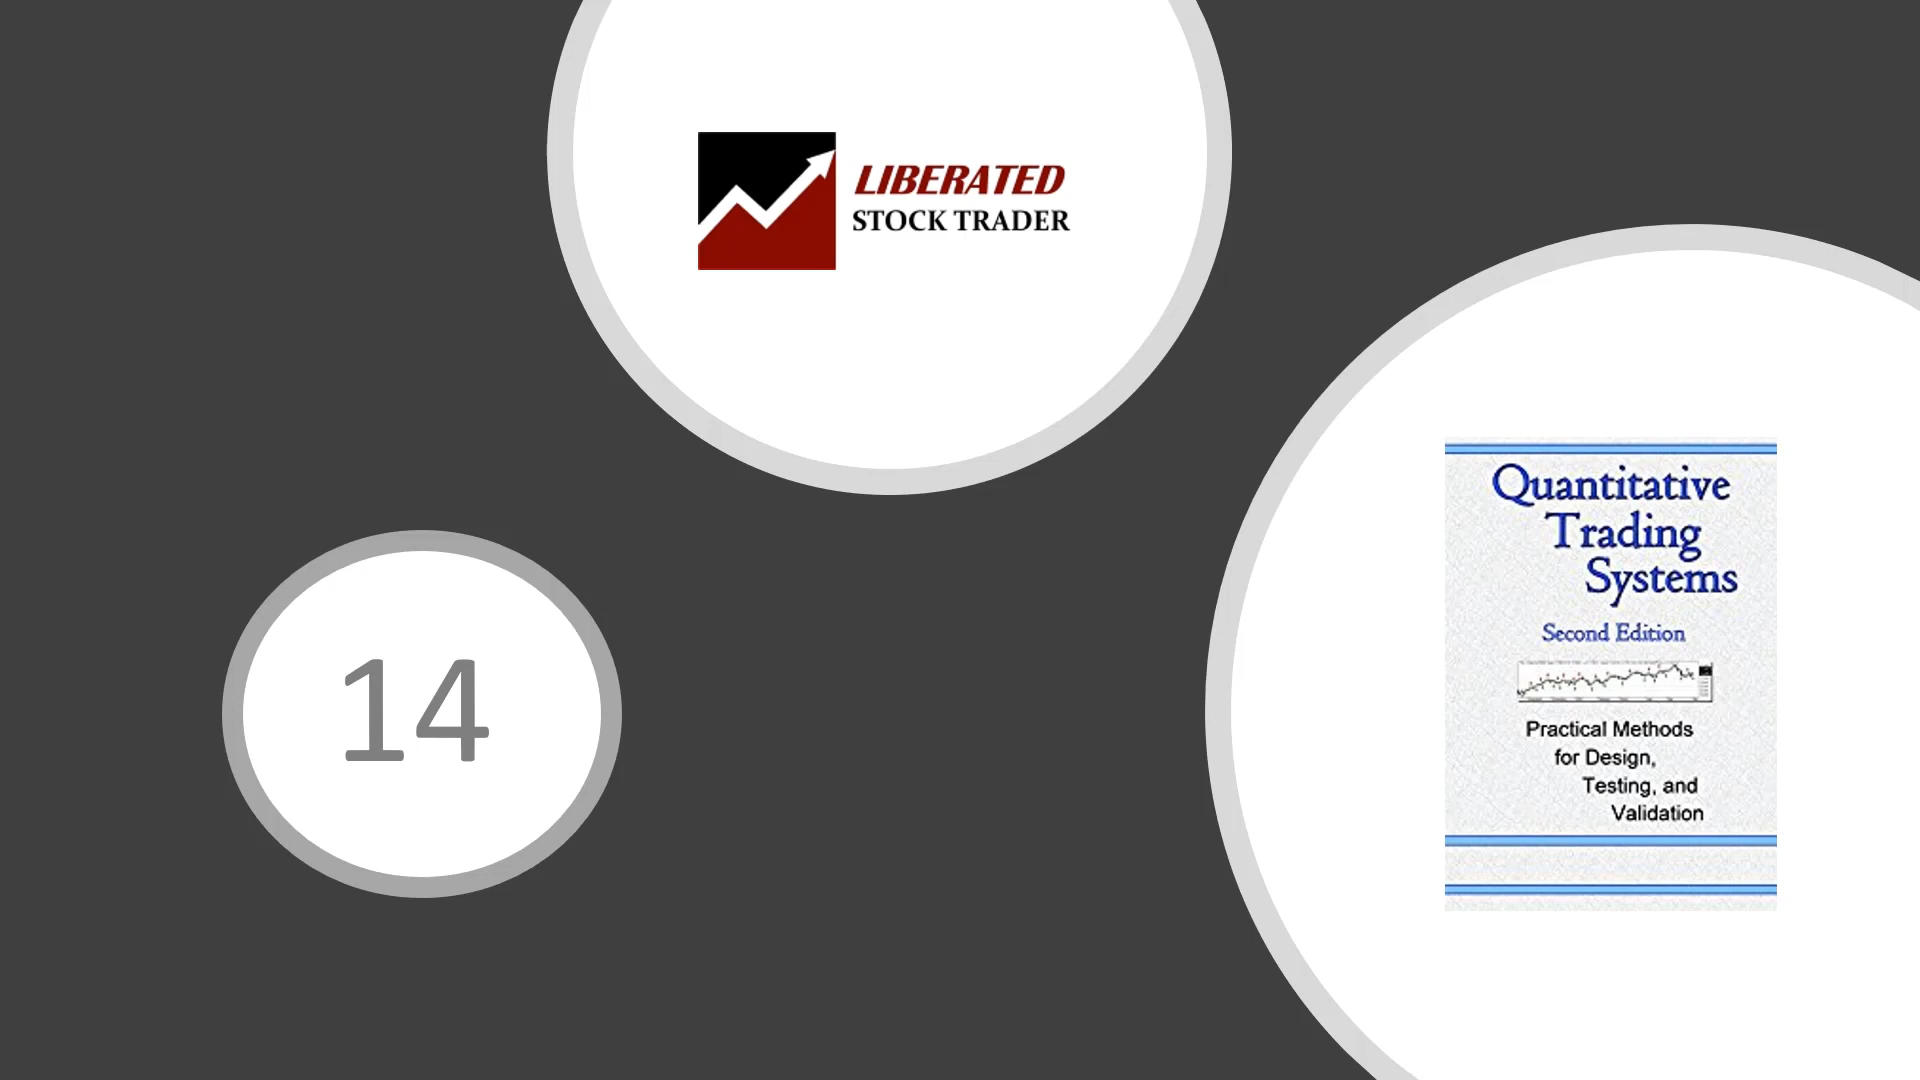 LIBERATED
STOCK TRADER
14
Quantitative
Trading
Systems
Second Edition
Practical Methods
for Design,
Testing, and
Validation